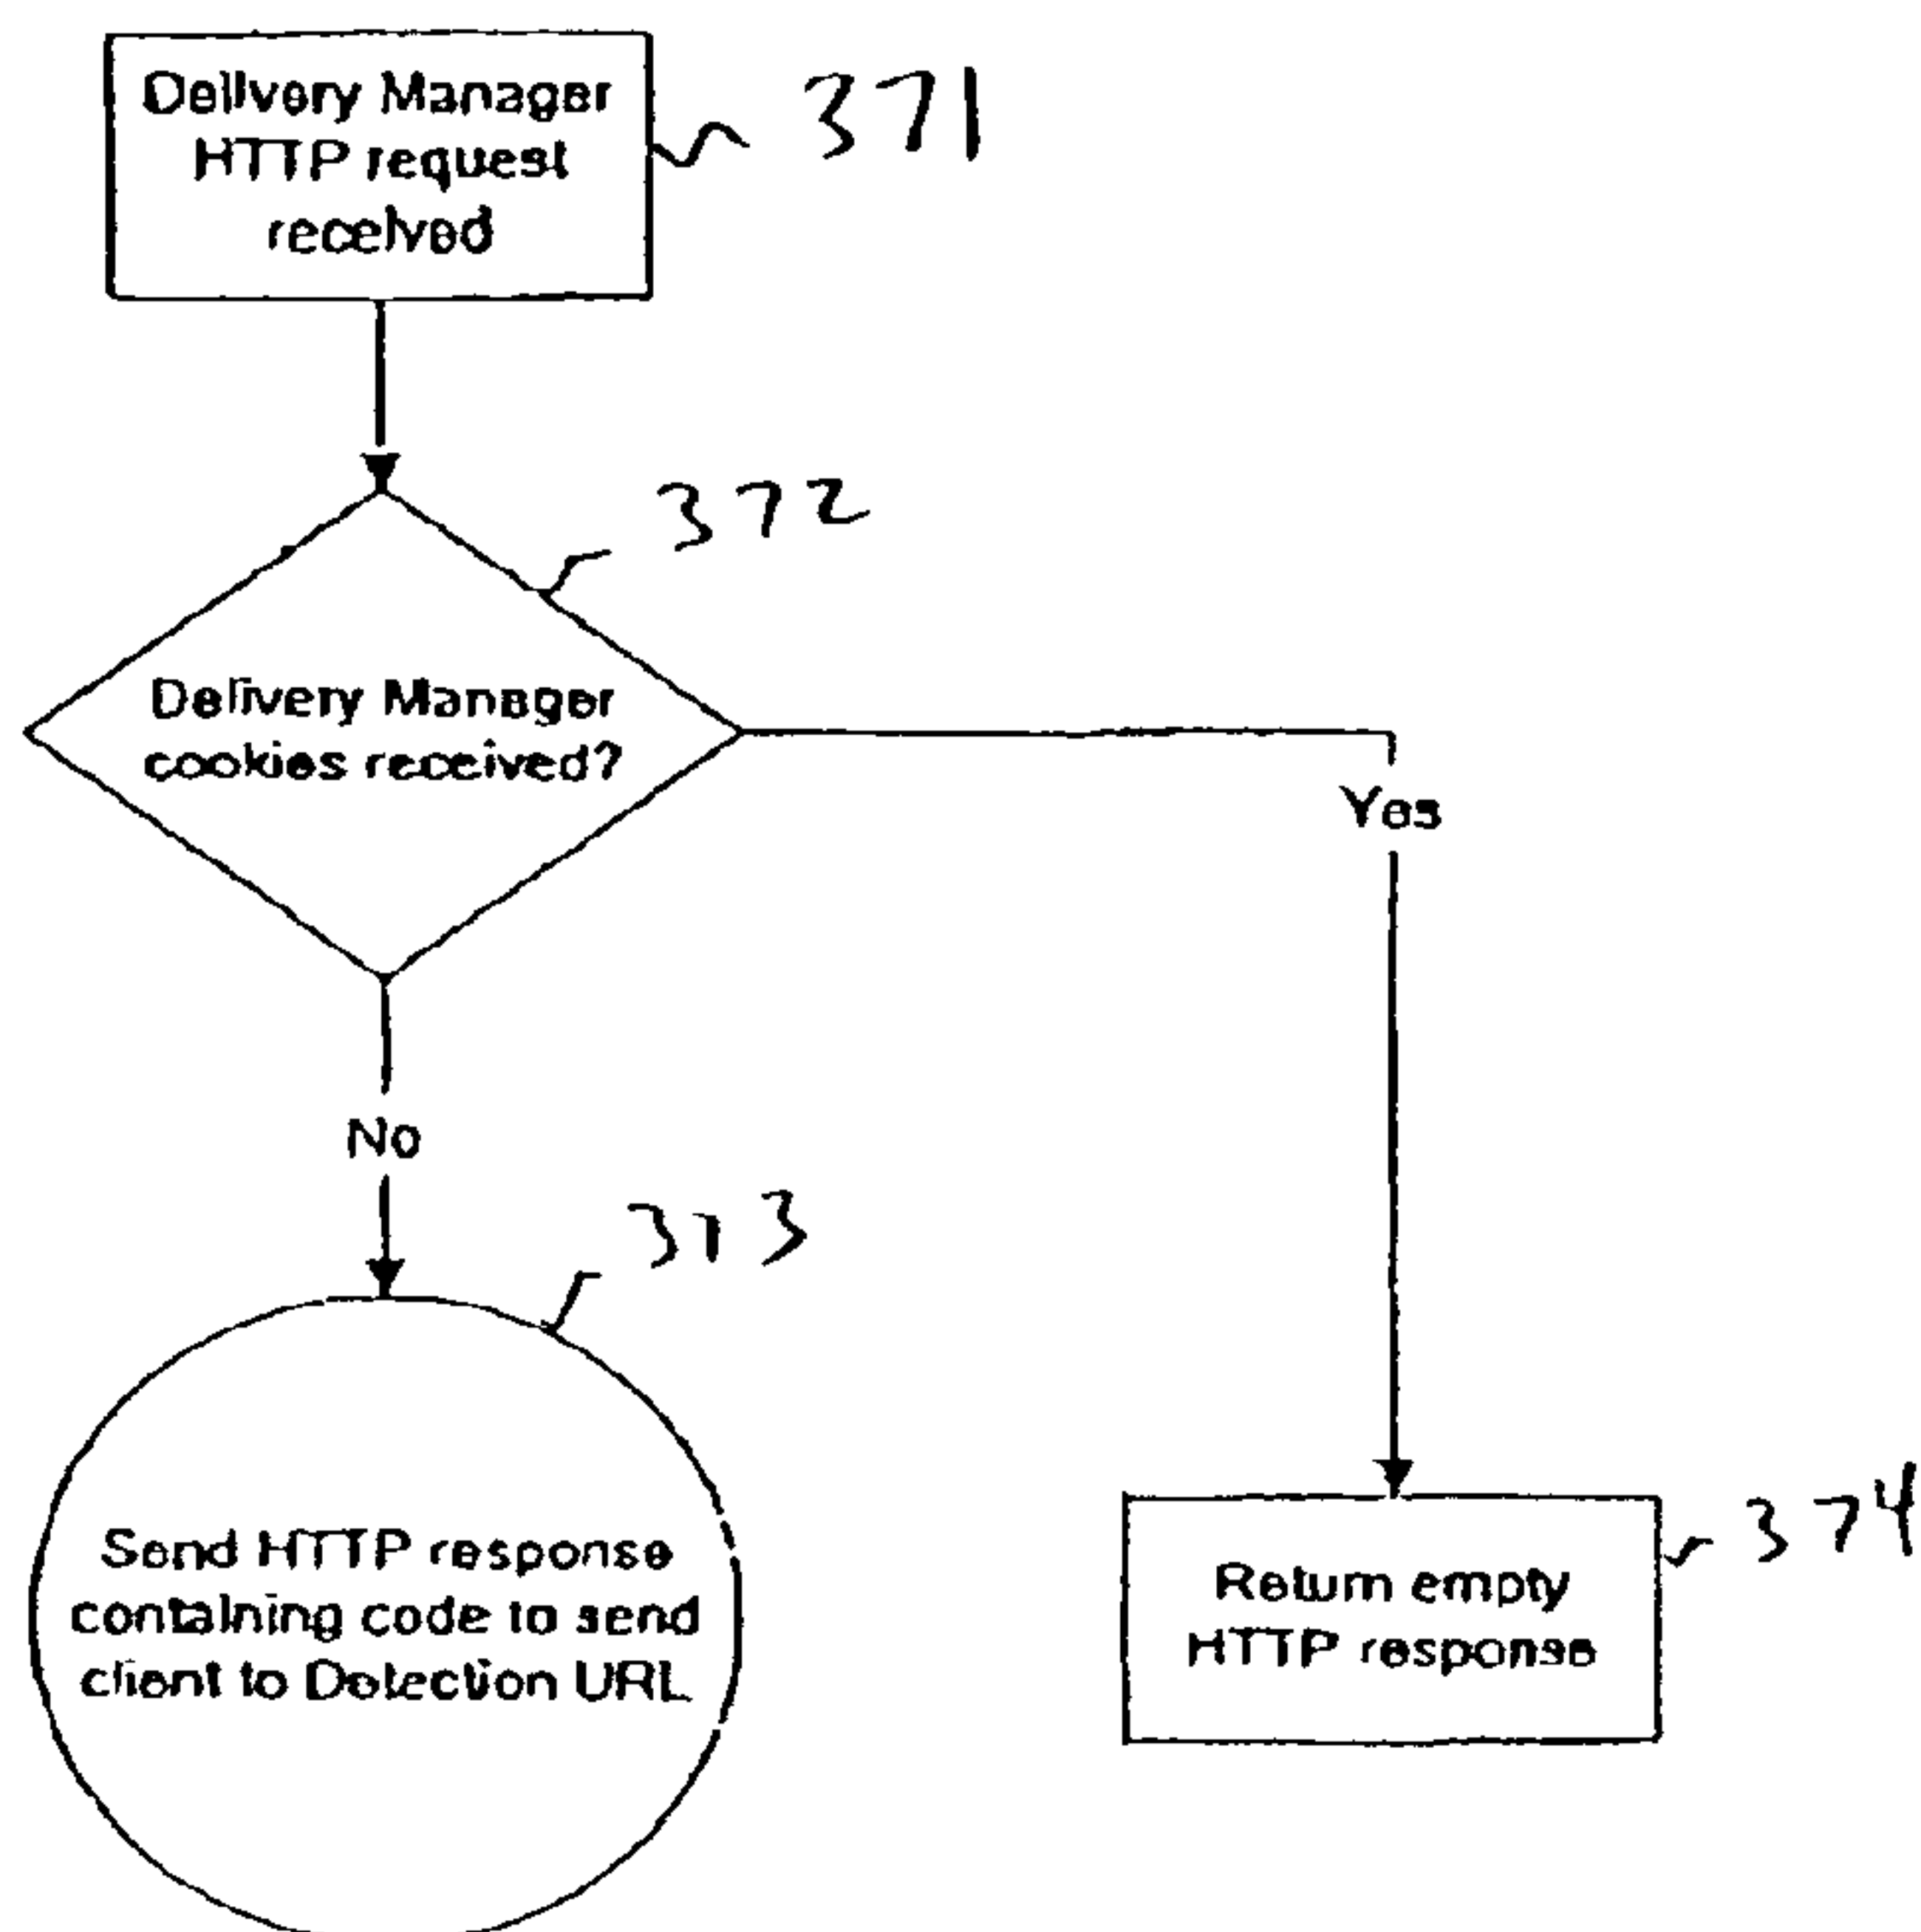 Delivery Manager
HTTP request
received
371
372
Delivery Manager
cookies received?
Yes
No
373
Send HTTP response
containing code to send
client to Detection URL
Return empty
HTTP response
374